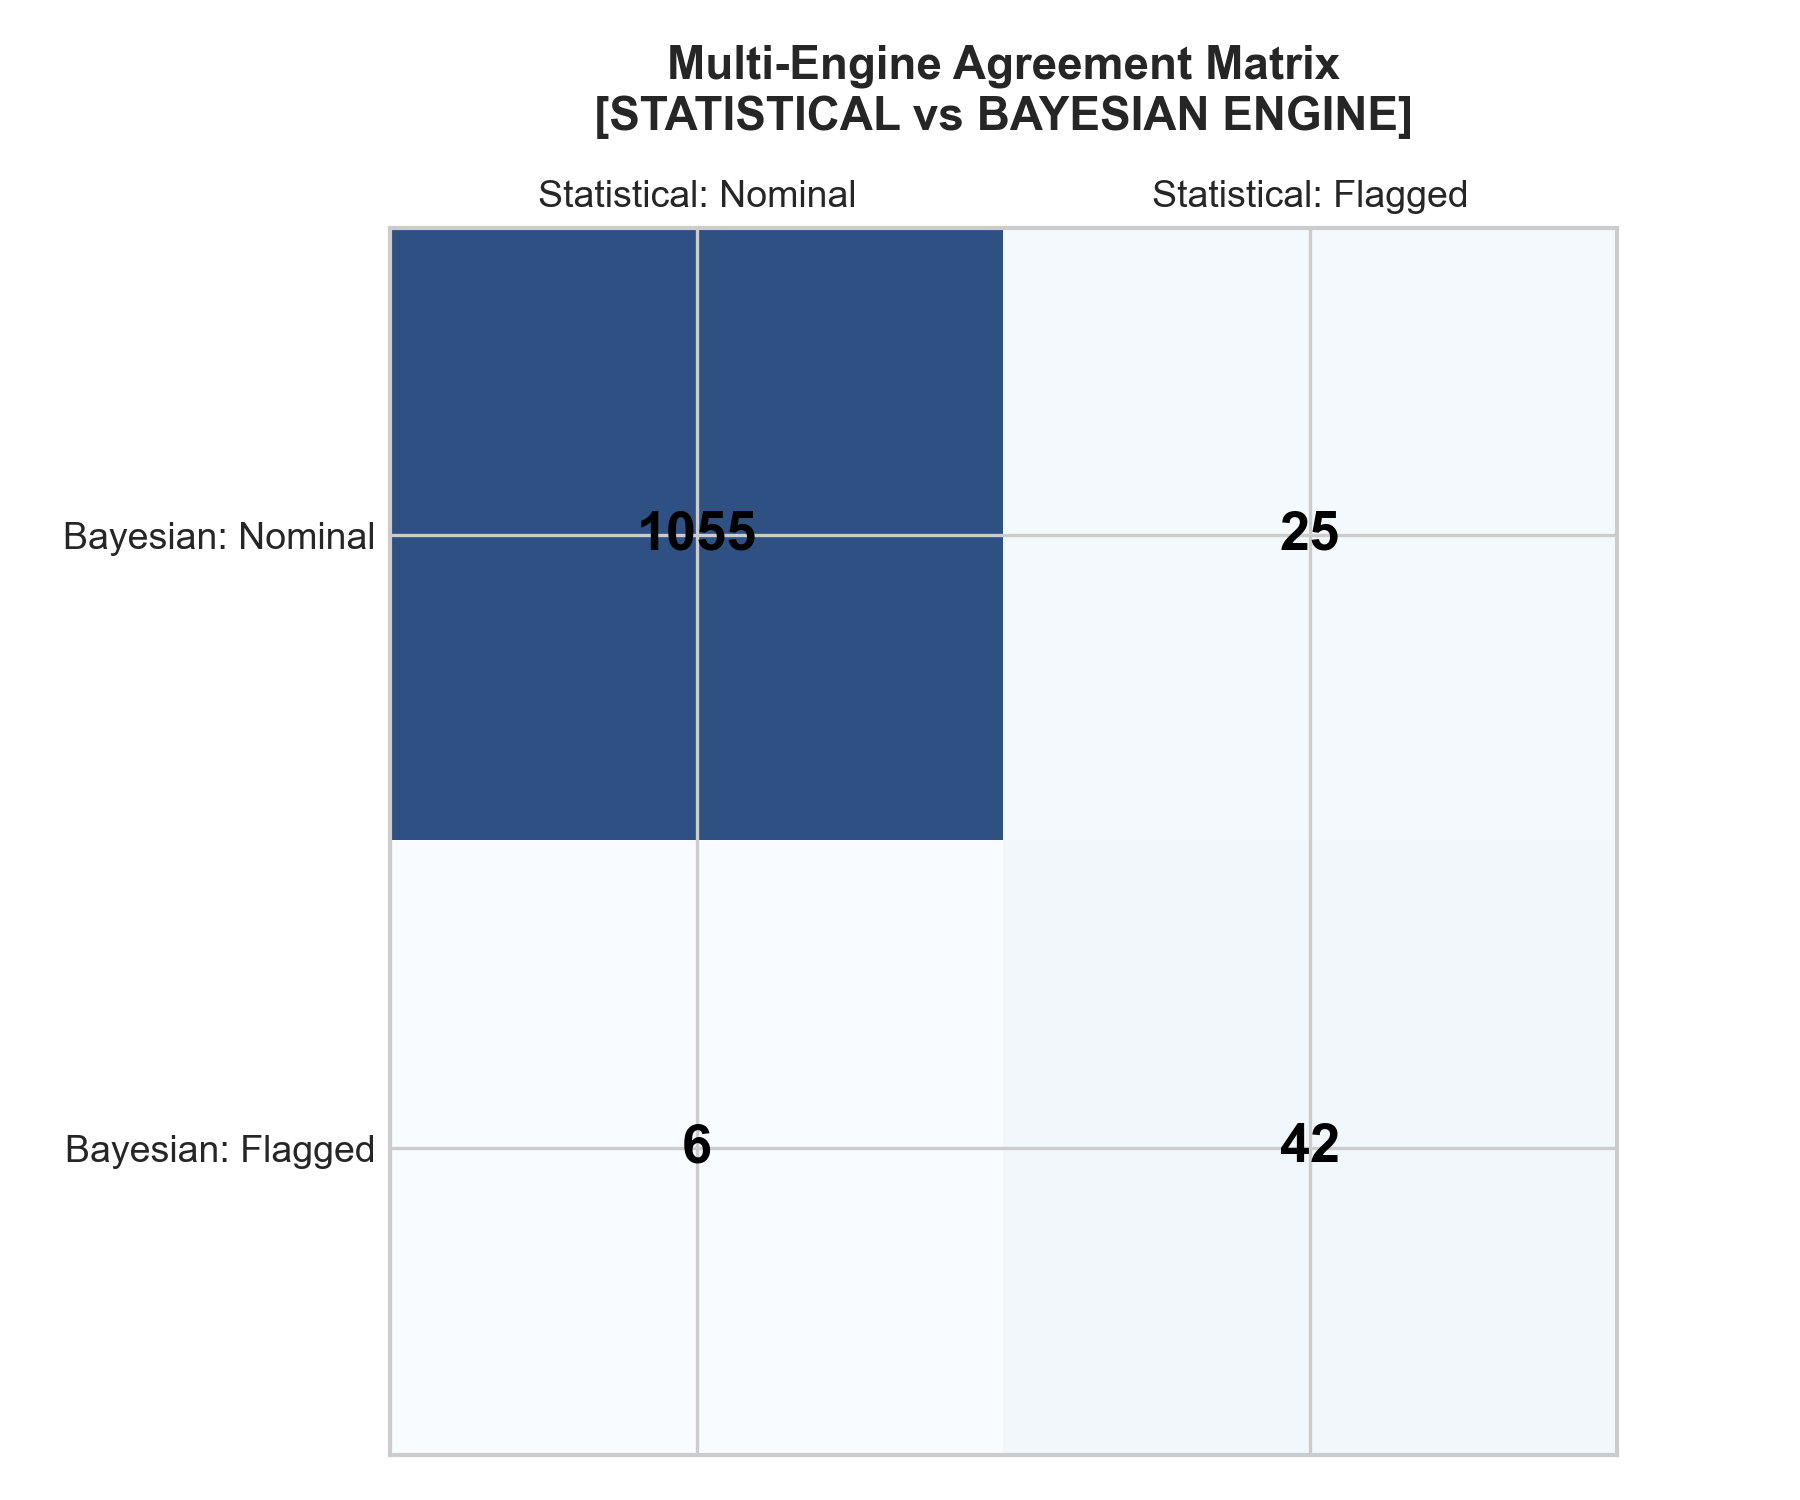 Multi-Engine Agreement Matrix
[STATISTICAL vs BAYESIAN ENGINE]
Statistical: Nominal
Statistical: Flagged
Bayesian: Nominal
1055
25
Bayesian: Flagged
6
42